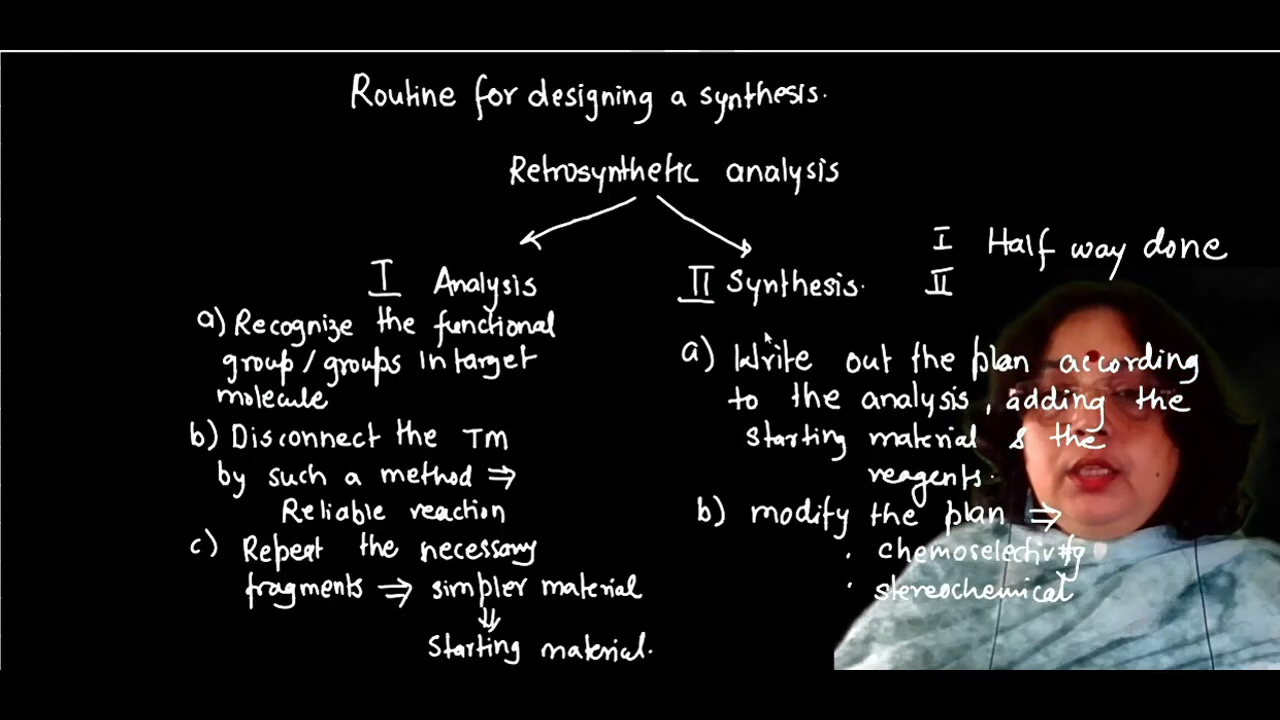 Routine for designing a synthesis.
Retrosynthetic analysis
I Analysis
a) Recognize the functional
group/groups in target
molecule
b) Disconnect the TM
by such a method ⇒
Reliable reaction
c) Repeat the necessary
fragments ⇒ simpler material
⇓
starting material.
II Synthesis.
a) Write out the plan according
to the analysis, adding the
starting material & the
reagents.
b) modify the plan ⇒
. chemoselectivity
. stereochemical
I Half way done
II